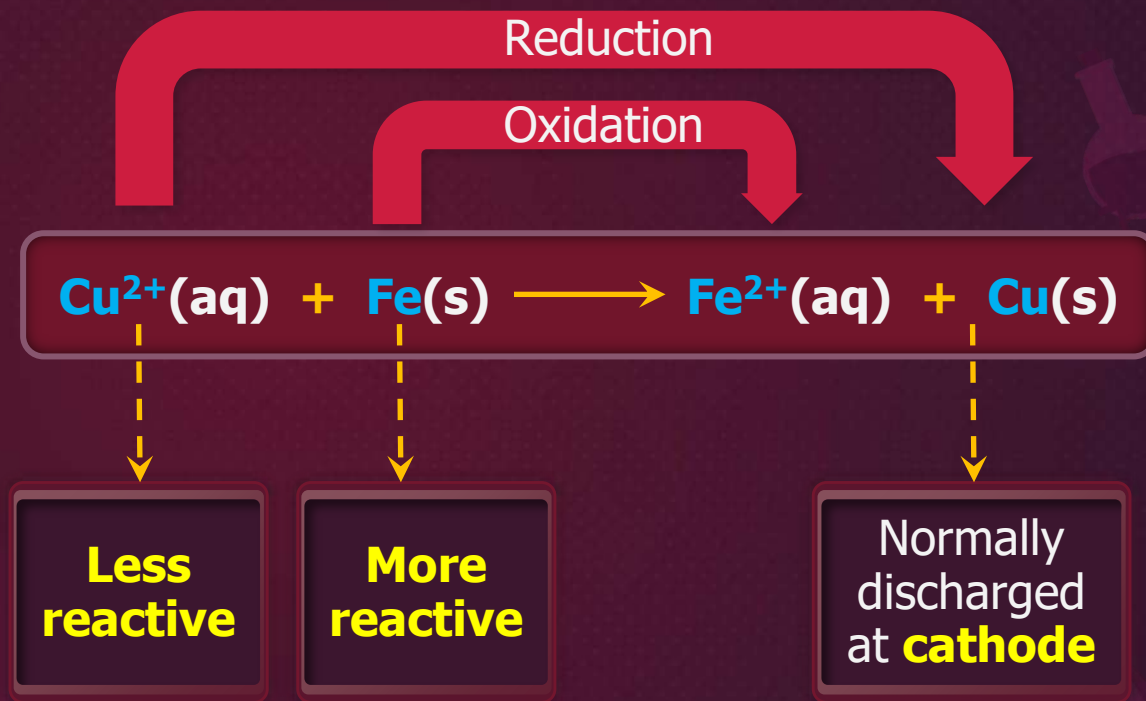 Reduction
Oxidation
Cu²⁺(aq) + Fe(s) ⟶ Fe²⁺(aq) + Cu(s)
Less
reactive
More
reactive
Normally
discharged
at cathode